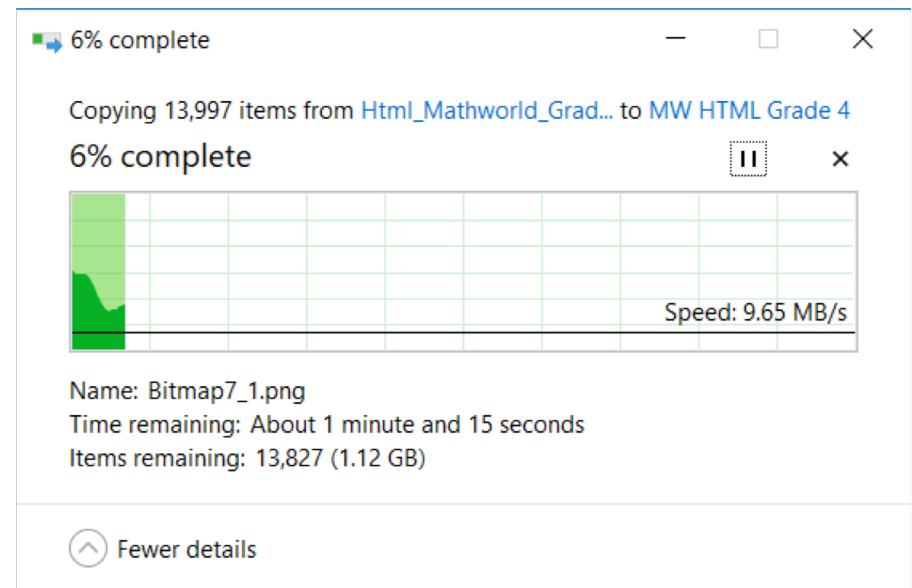 6% complete
Copying 13,997 items from Html_Mathworld_Grad... to MW HTML Grade 4
6% complete
Speed: 9.65 MB/s
Name: Bitmap7_1.png
Time remaining: About 1 minute and 15 seconds
Items remaining: 13,827 (1.12 GB)
Fewer details